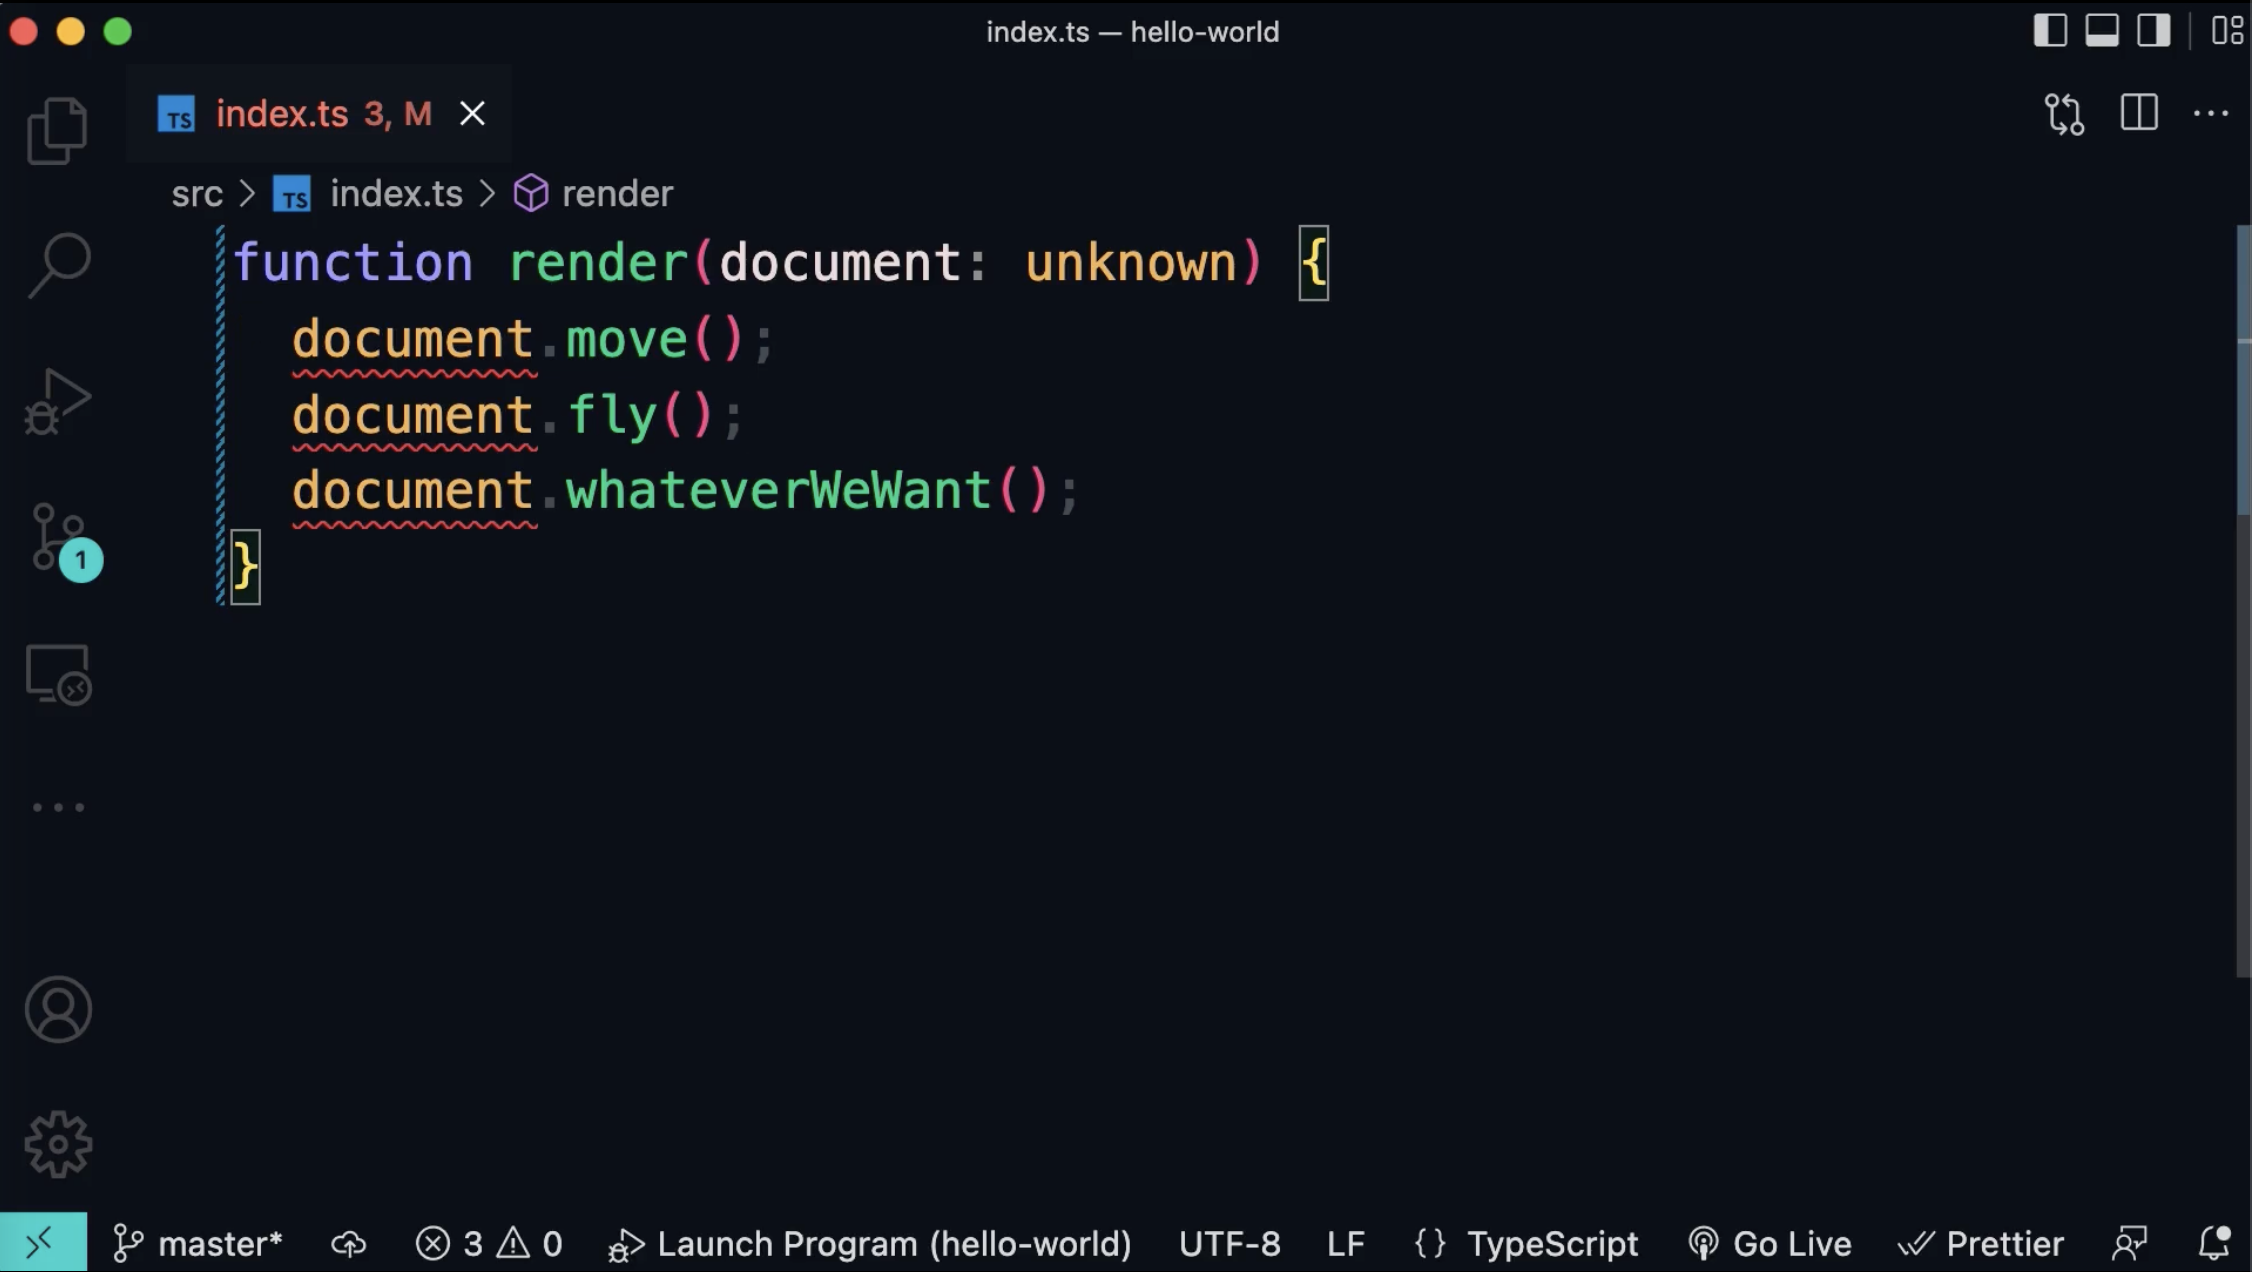 index.ts — hello-world
TS index.ts 3, M
src > TS index.ts > render
function render(document: unknown) {
  document.move();
  document.fly();
  document.whateverWeWant();
}
1
master* 3 0 Launch Program (hello-world) UTF-8 LF {} TypeScript Go Live Prettier